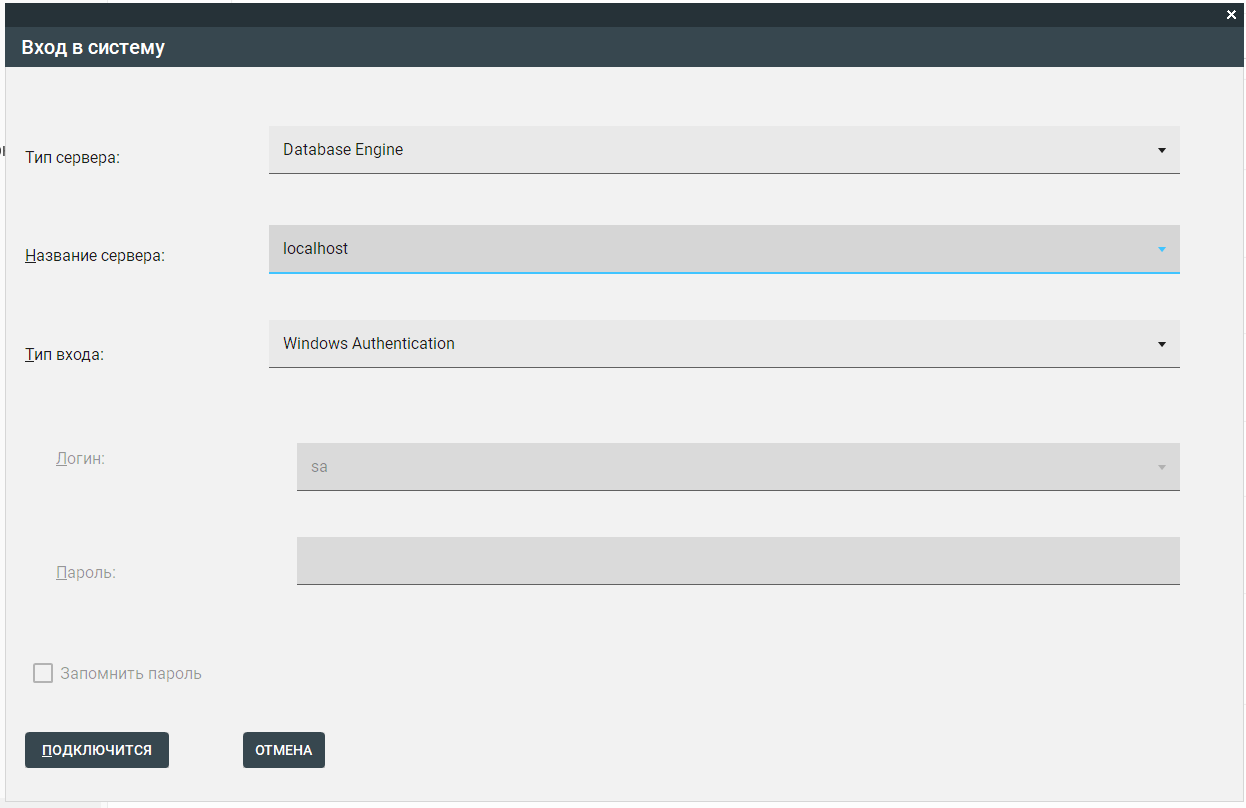 Вход в систему
Тип сервера:
Database Engine
Название сервера:
localhost
Тип входа:
Windows Authentication
Логин:
sa
Пароль:
Запомнить пароль
ПОДКЛЮЧИТСЯ
ОТМЕНА